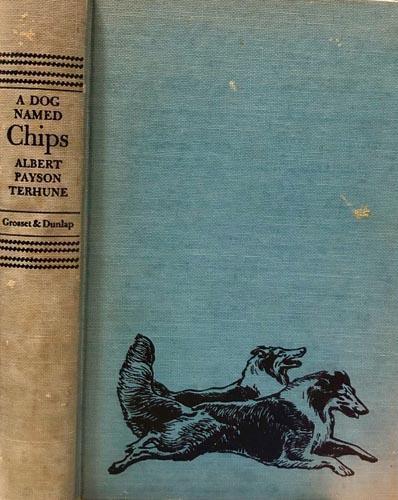 A DOG
NAMED
Chips
ALBERT
PAYSON
TERHUNE
Grosset & Dunlap